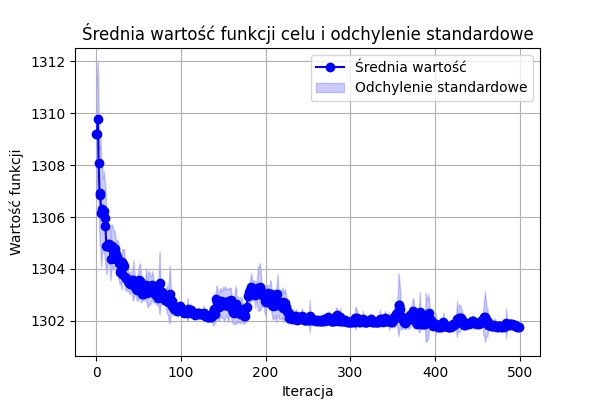 Średnia wartość funkcji celu i odchylenie standardowe
Średnia wartość
Odchylenie standardowe
Wartość funkcji
1312
1310
1308
1306
1304
1302
0 100 200 300 400 500
Iteracja